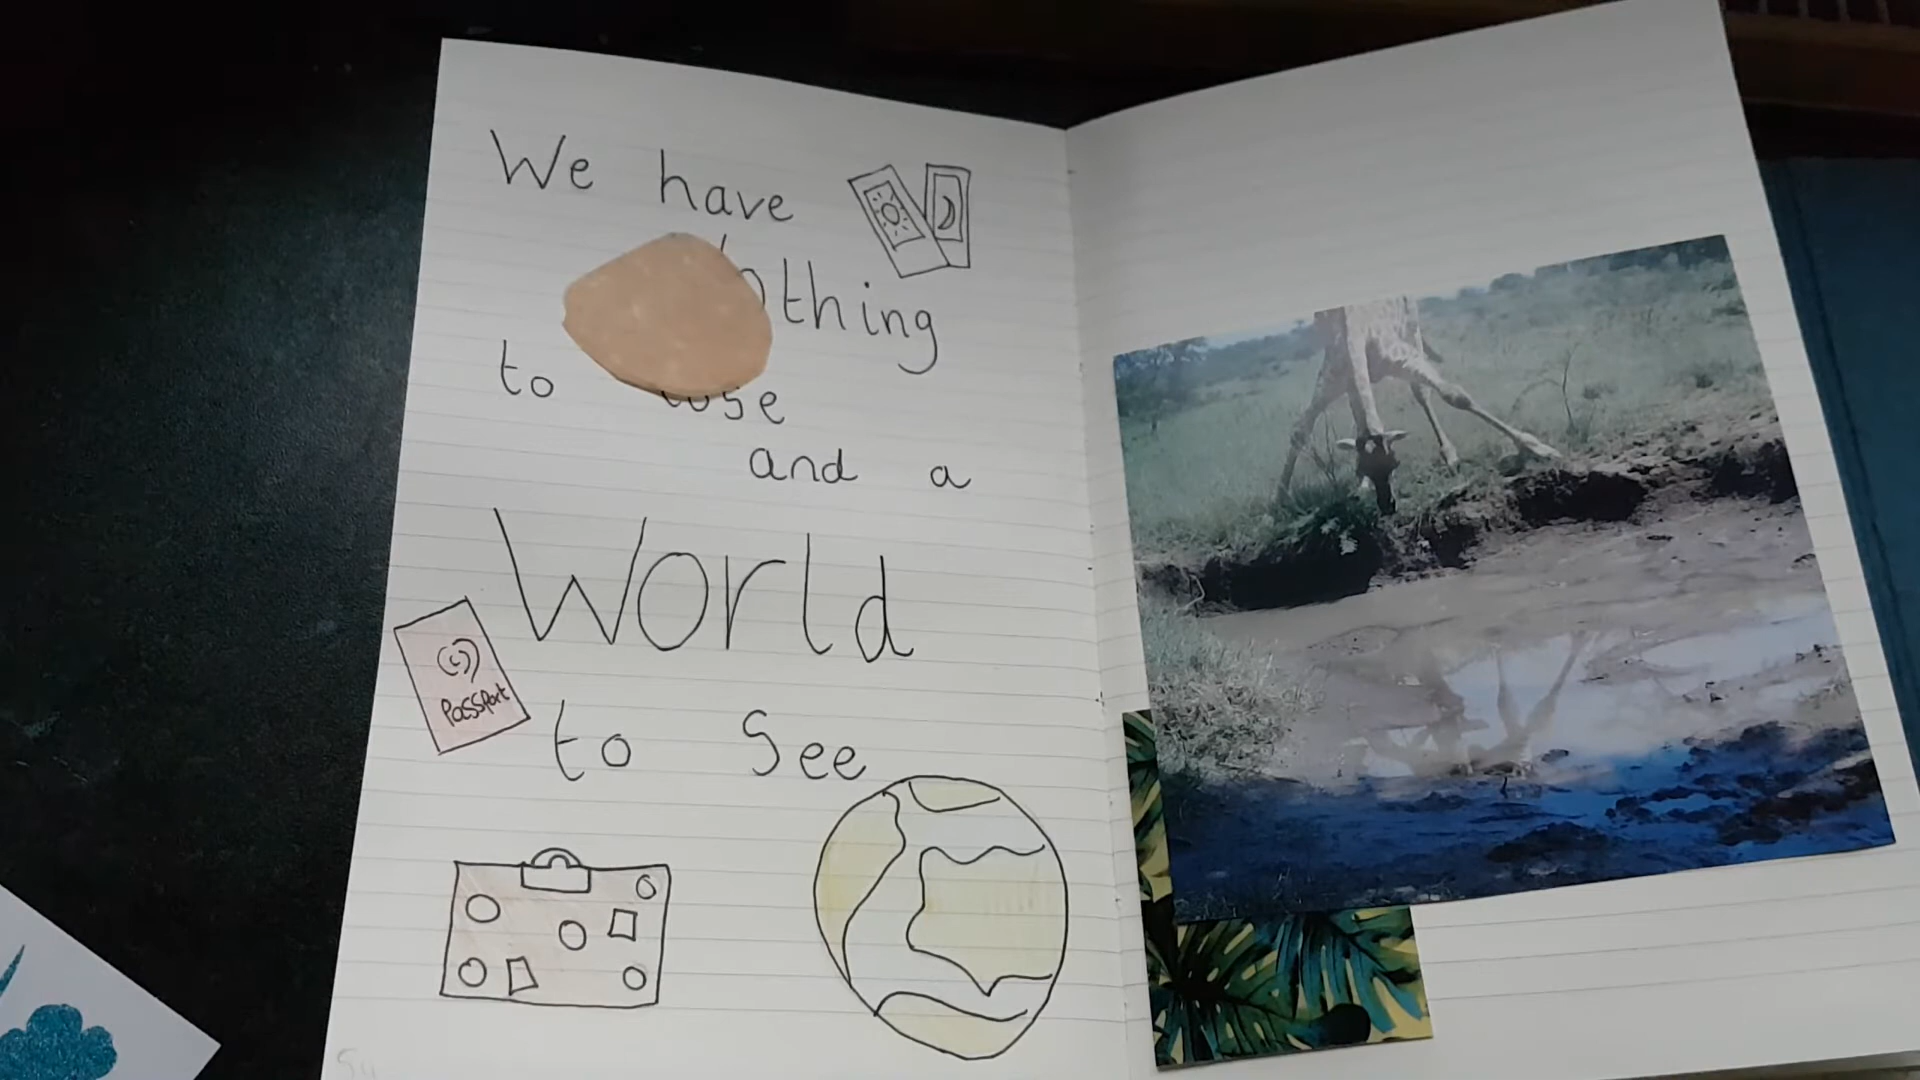 We have
to
and a
World
Passport
to See